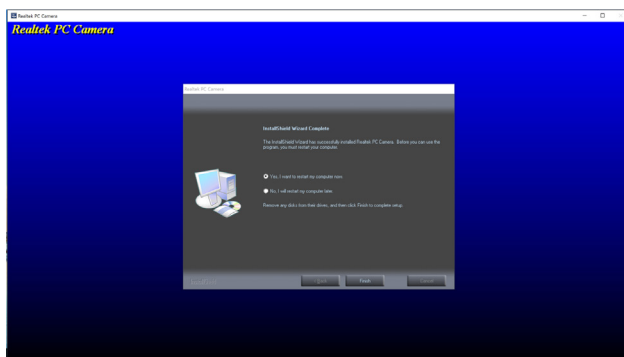 Realtek PC Camera
Realtek PC Camera
Realtek PC Camera
InstallShield Wizard Complete
The InstallShield Wizard has successfully installed Realtek PC Camera. Before you can use the
program, you must restart your computer.
Yes, I want to restart my computer now.
No, I will restart my computer later.
Remove any disks from their drives, and then click Finish to complete setup.
InstallShield
< Back
Finish
Cancel